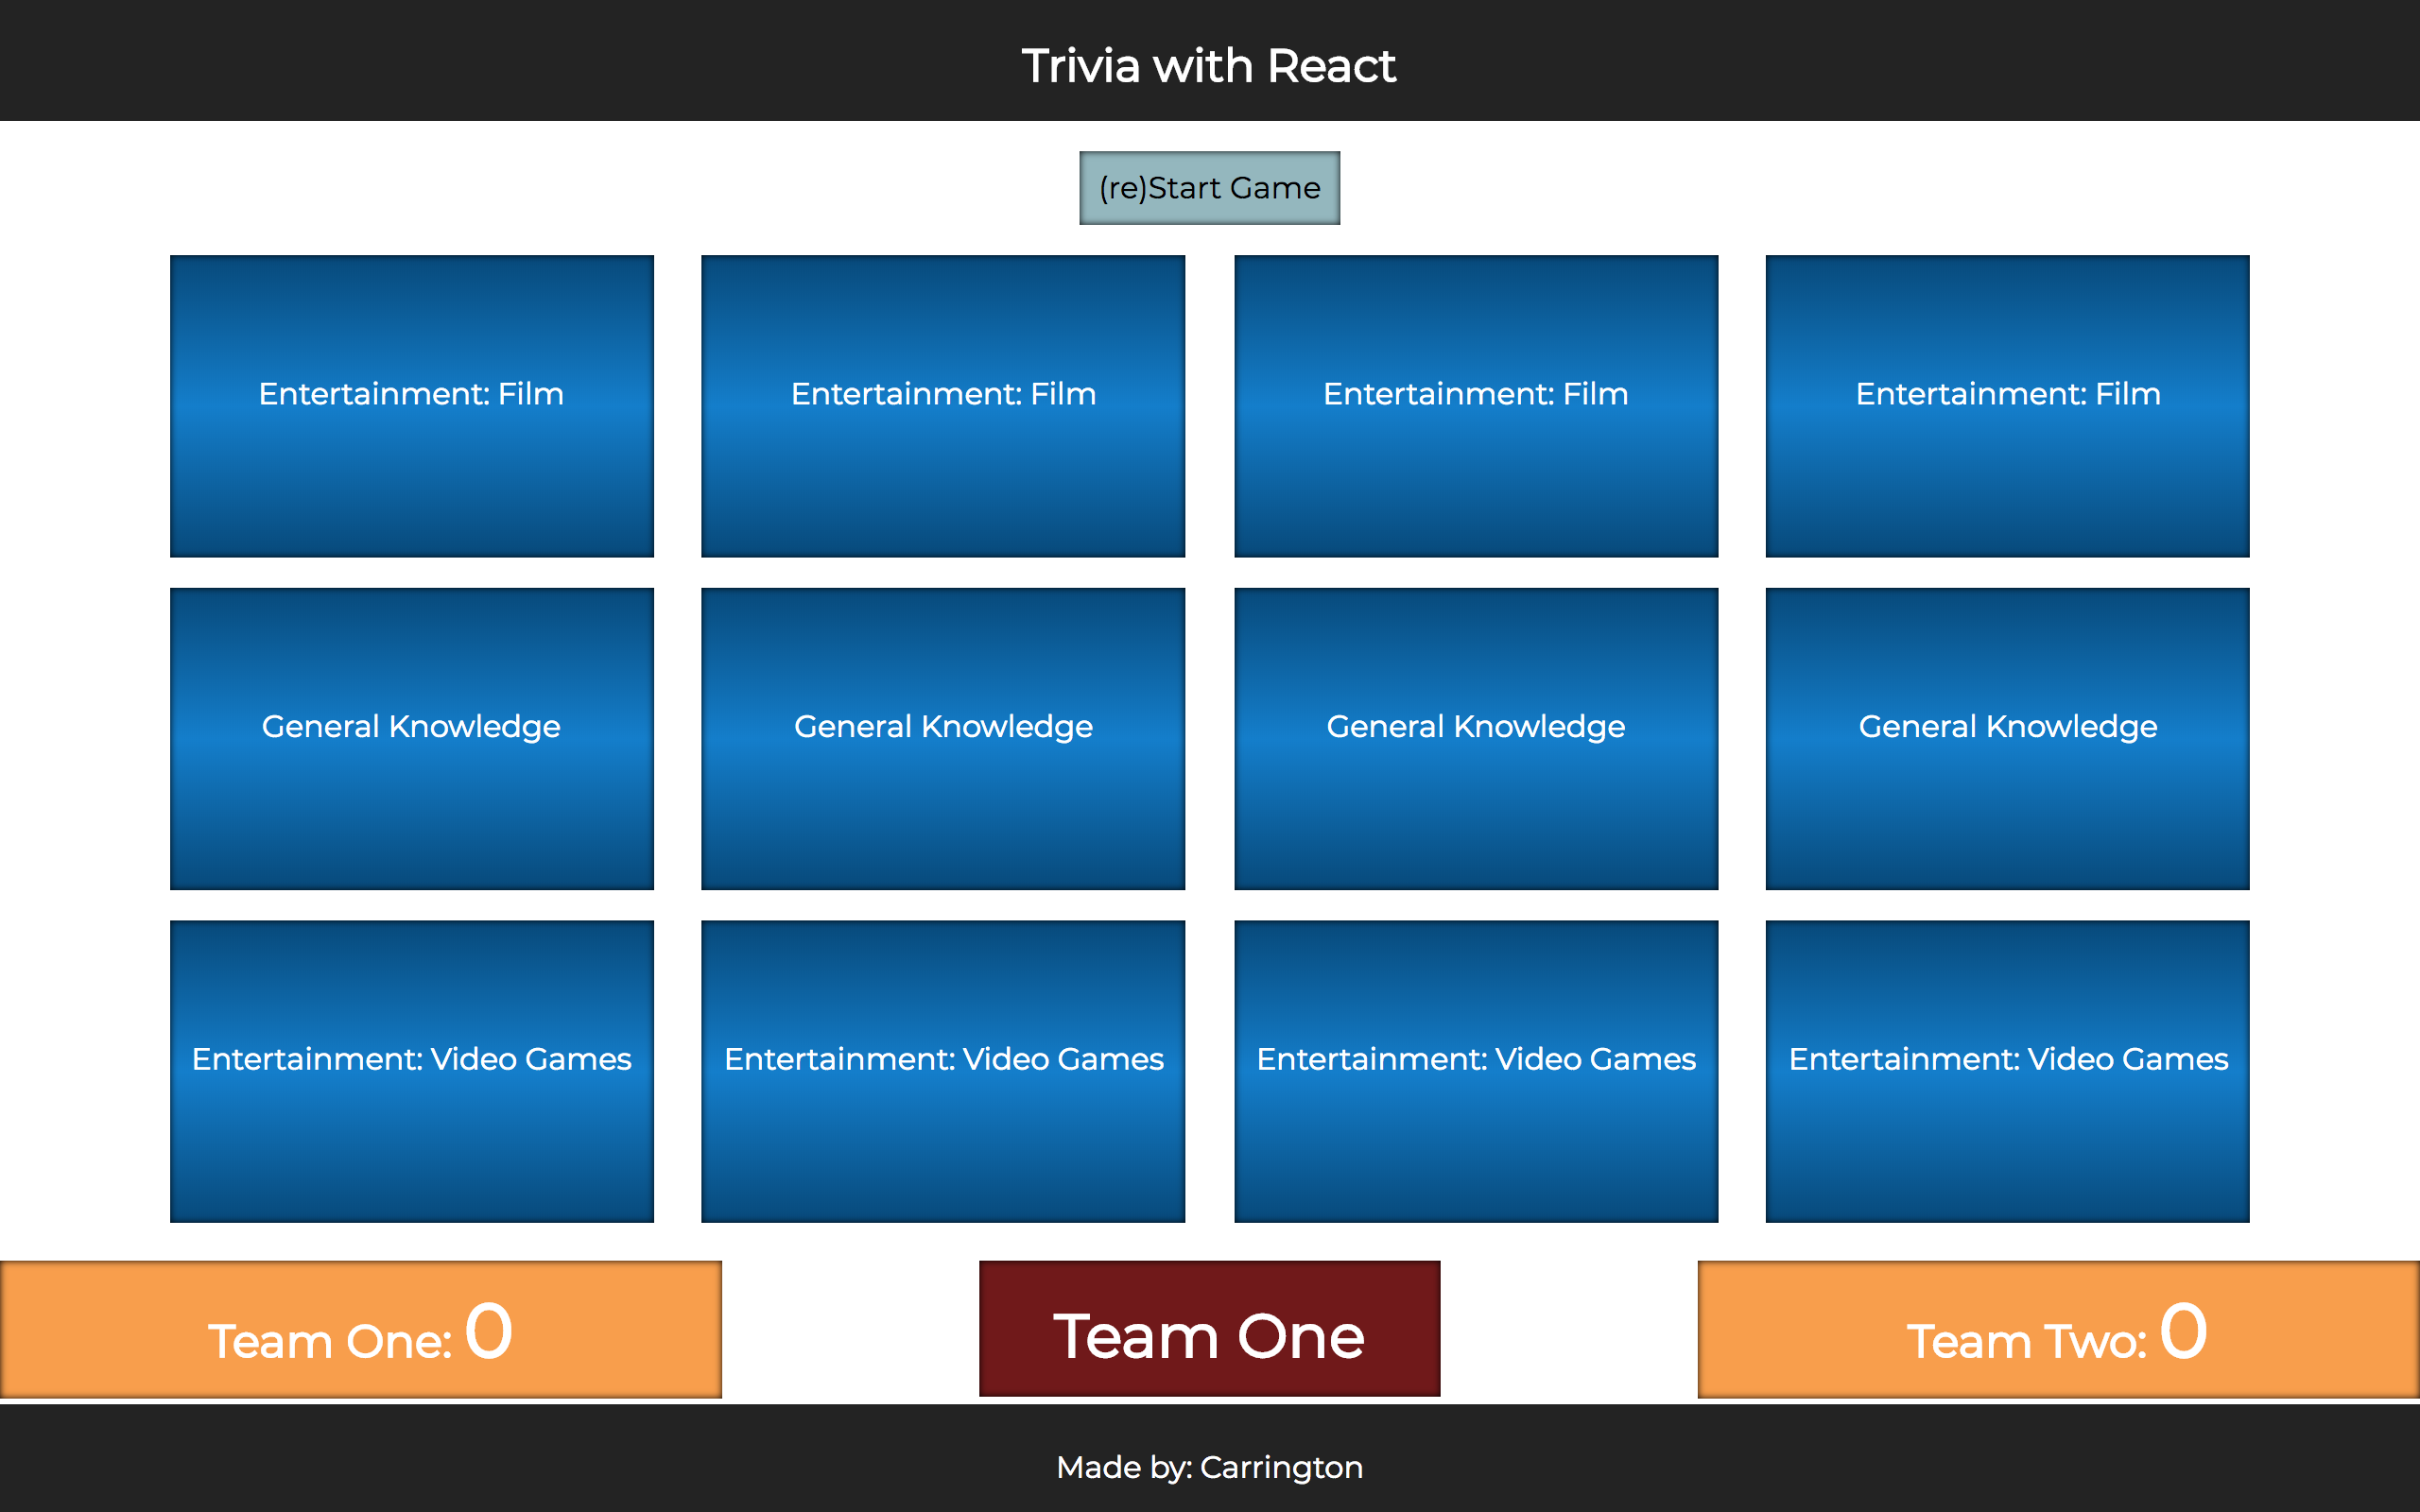 Trivia with React
(re)Start Game
Entertainment: Film
Entertainment: Film
Entertainment: Film
Entertainment: Film
General Knowledge
General Knowledge
General Knowledge
General Knowledge
Entertainment: Video Games
Entertainment: Video Games
Entertainment: Video Games
Entertainment: Video Games
Team One: 0
Team One
Team Two: 0
Made by: Carrington